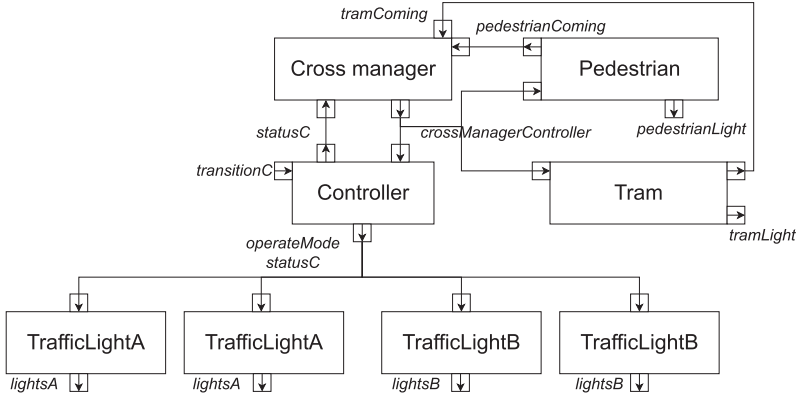 tramComing
pedestrianComing
Cross manager
Pedestrian
statusC
crossManagerController
pedestrianLight
transitionC
Controller
Tram
operateMode
statusC
tramLight
TrafficLightA
TrafficLightA
TrafficLightB
TrafficLightB
lightsA
lightsA
lightsB
lightsB